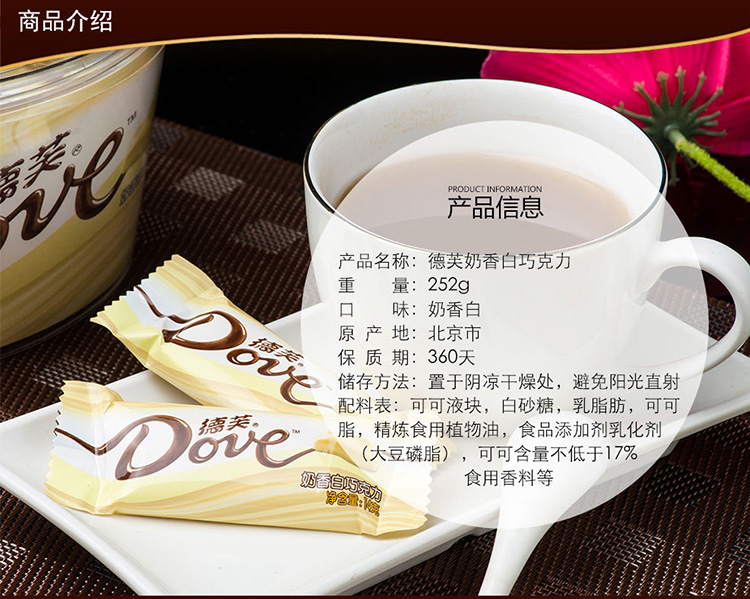 商品介绍
德芙®
Dove™
PRODUCT INFORMATION
产品信息
产品名称：德芙奶香白巧克力
重 量：252g
口 味：奶香白
原 产 地：北京市
保 质 期：360天
储存方法：置于阴凉干燥处，避免阳光直射
配料表：可可液块，白砂糖，乳脂肪，可可
脂，精炼食用植物油，食品添加剂乳化剂
（大豆磷脂），可可含量不低于17%
食用香料等
德芙
Dove
德芙
Dove™
奶香白巧克力
净含量:14克